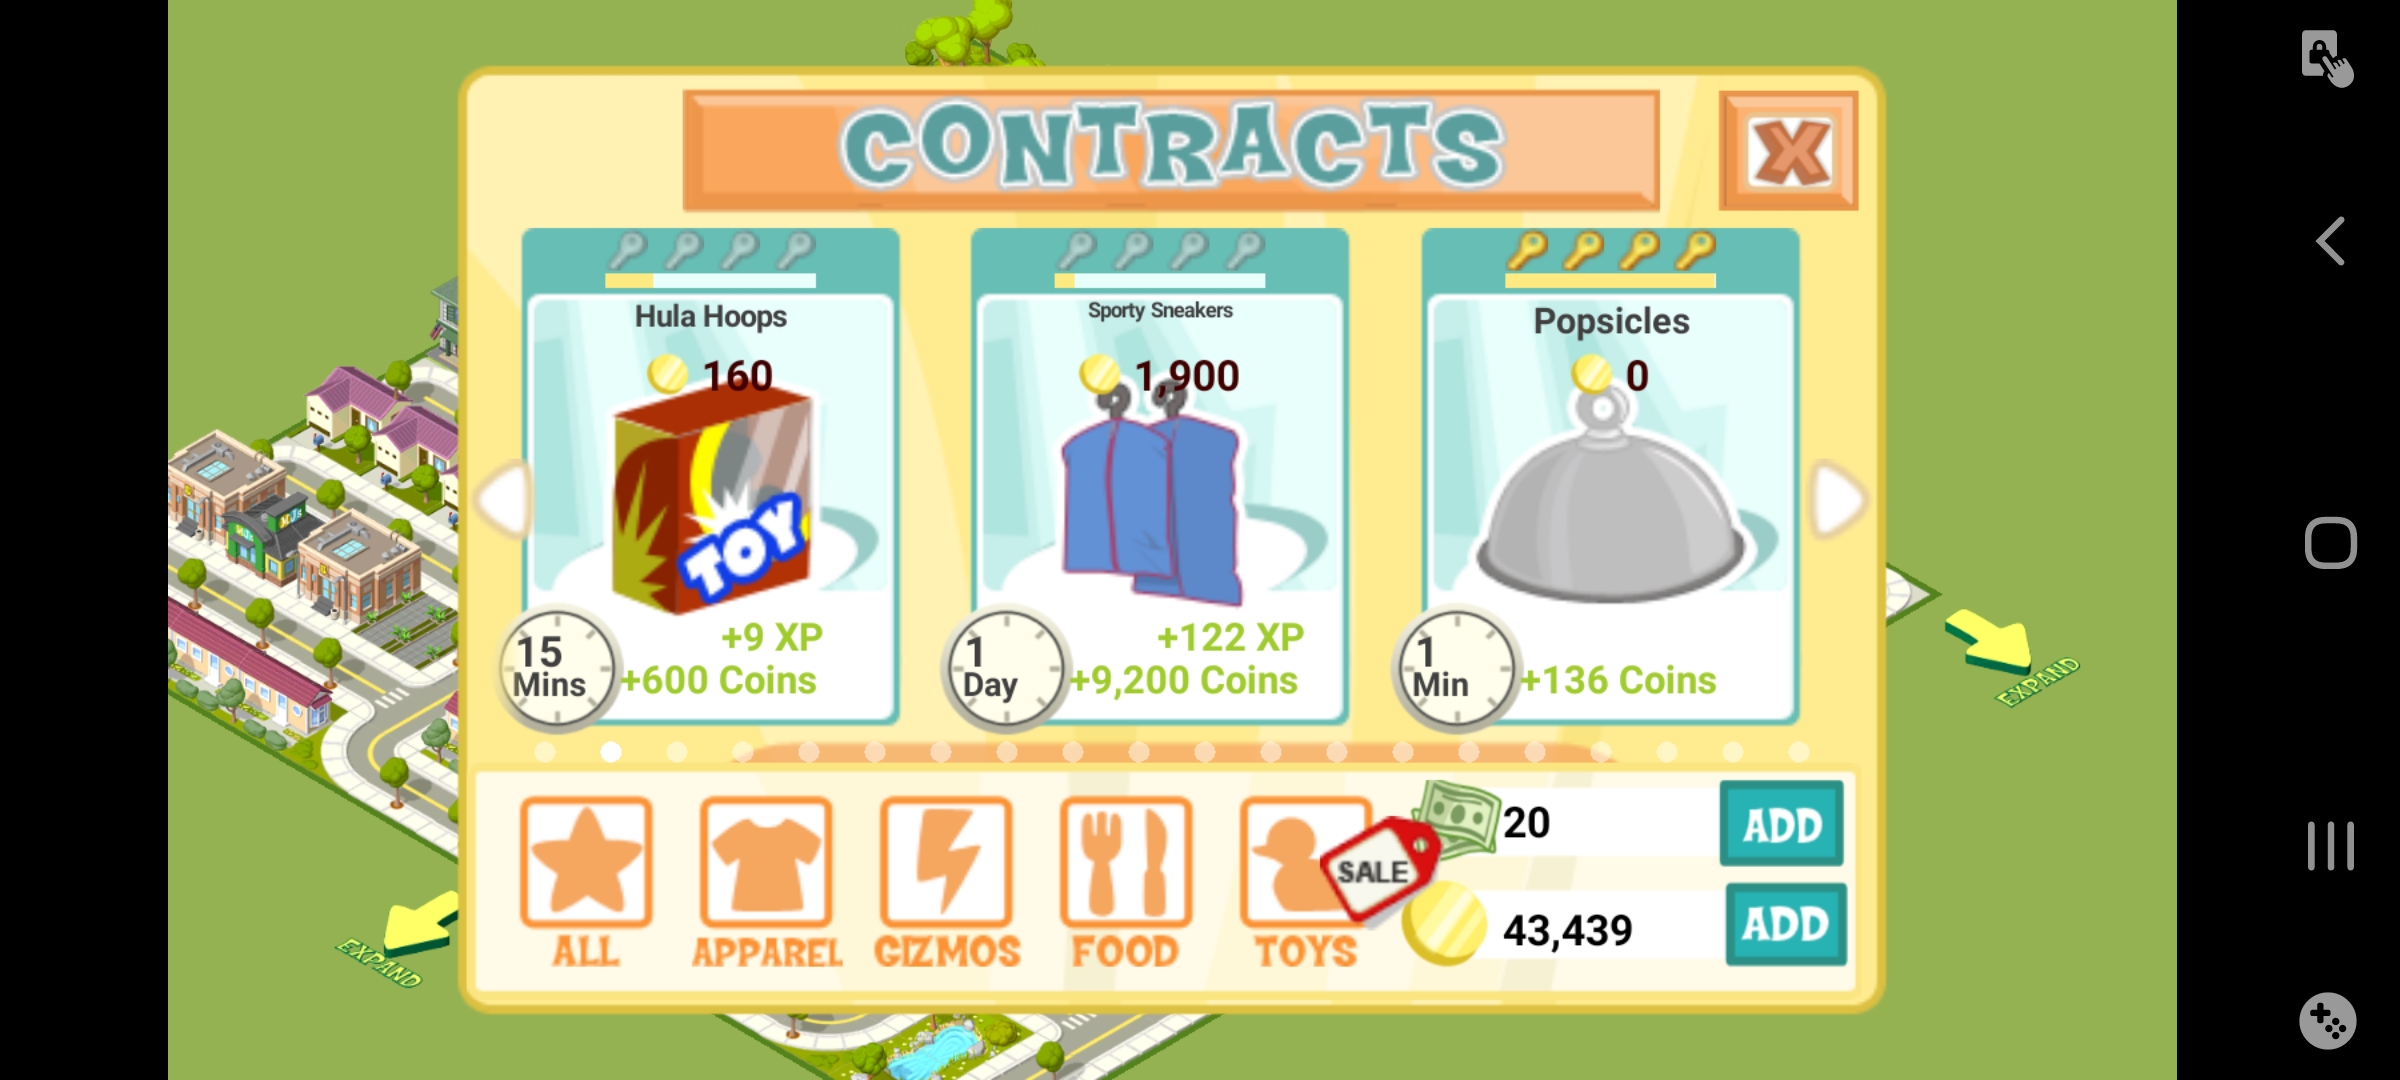 CONTRACTS
X
Hula Hoops
160
TOY
15
Mins
+9 XP
+600 Coins
Sporty Sneakers
1,900
1
Day
+122 XP
+9,200 Coins
Popsicles
0
1
Min
+136 Coins
EXPAND
EXPAND
ALL
APPAREL
GIZMOS
FOOD
TOYS
SALE
20
ADD
43,439
ADD